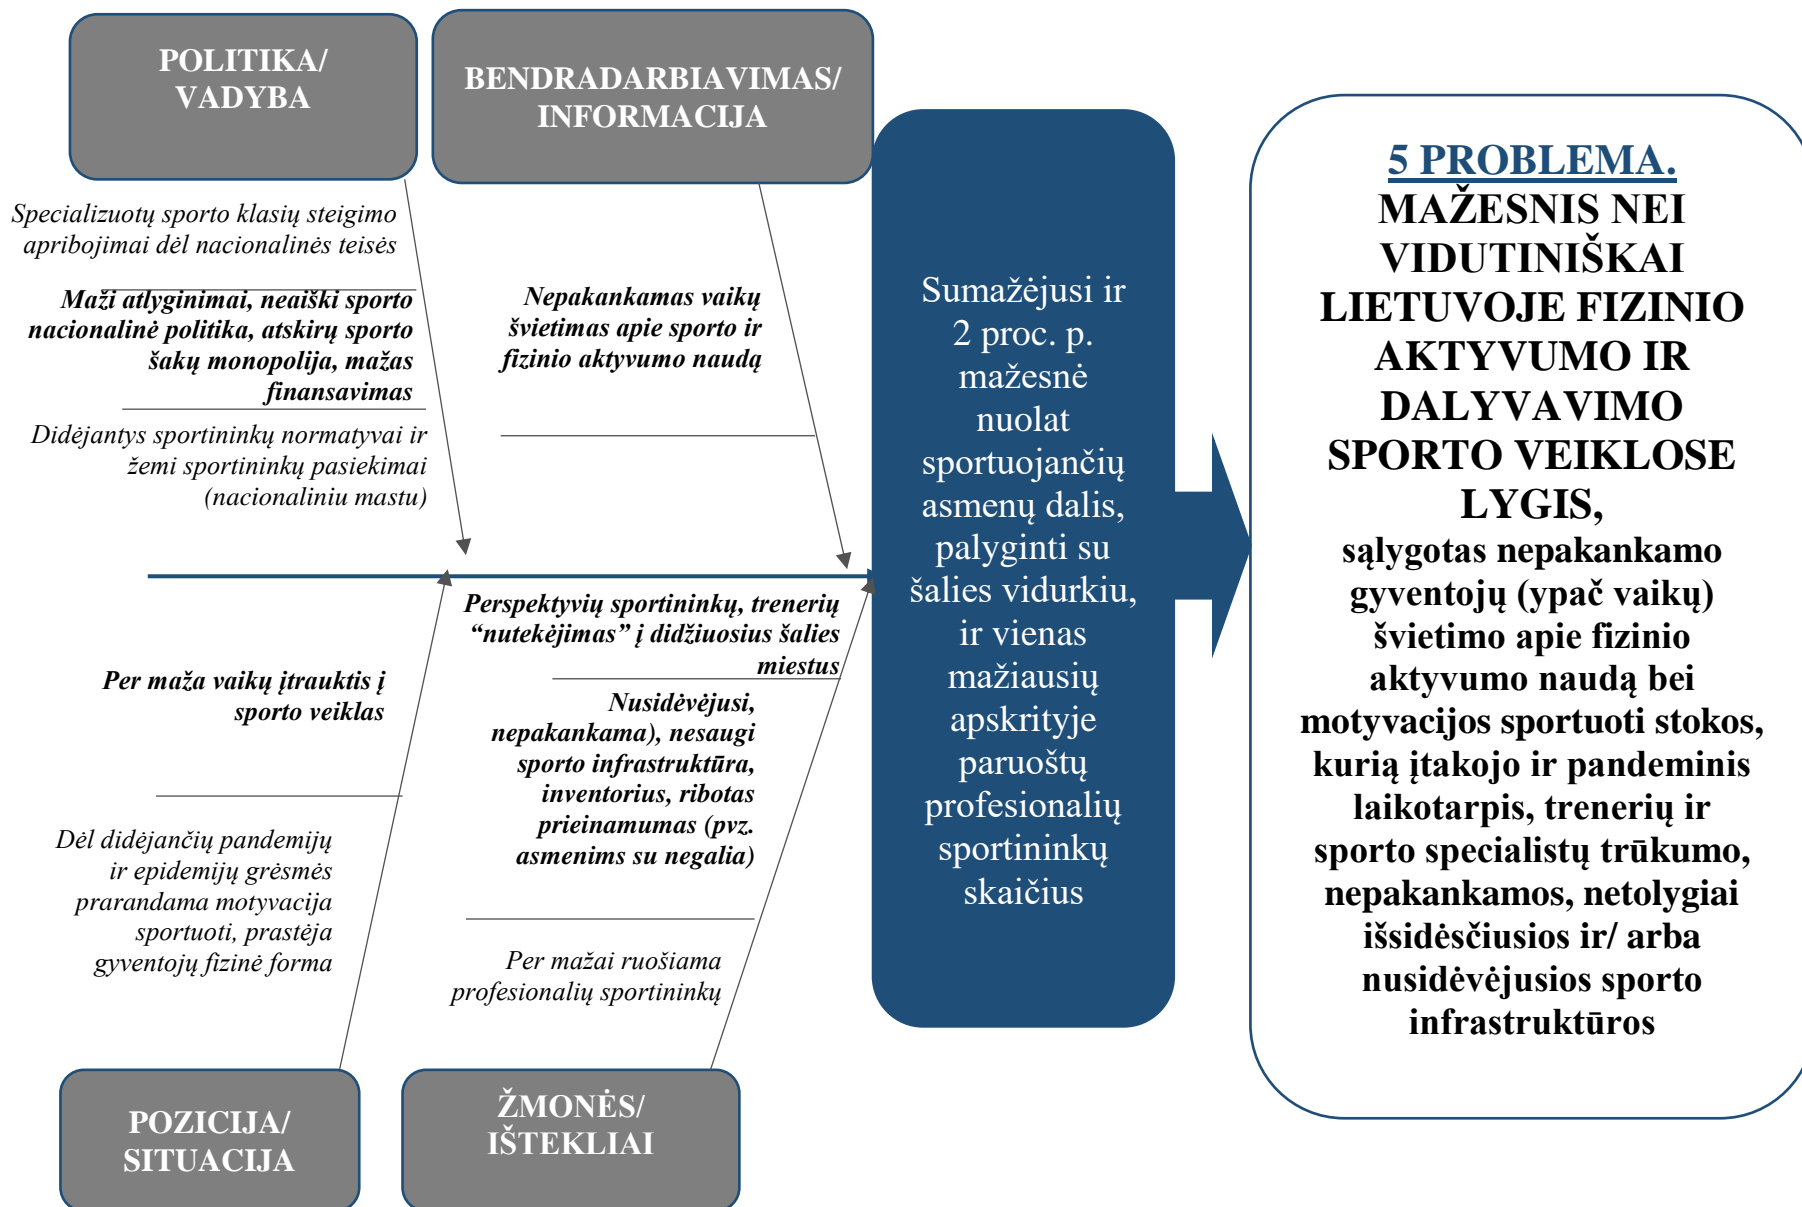 POLITIKA/
VADYBA
BENDRADARBIAVIMAS/
INFORMACIJA
Specializuotų sporto klasių steigimo
apribojimai dėl nacionalinės teisės
Maži atlyginimai, neaiški sporto
nacionalinė politika, atskirų sporto
šakų monopolija, mažas
finansavimas
Didėjantys sportininkų normatyvai ir
žemi sportininkų pasiekimai
(nacionaliniu mastu)
Nepakankamas vaikų
švietimas apie sporto ir
fizinio aktyvumo naudą
Per maža vaikų įtrauktis į
sporto veiklas
Dėl didėjančių pandemijų
ir epidemijų grėsmės
prarandama motyvacija
sportuoti, prastėja
gyventojų fizinė forma
Perspektyvių sportininkų, trenerių
“nutekėjimas” į didžiuosius šalies
miestus
Nusidėvėjusi,
nepakankama), nesaugi
sporto infrastruktūra,
inventorius, ribotas
prieinamumas (pvz.
asmenims su negalia)
Per mažai ruošiama
profesionalių sportininkų
POZICIJA/
SITUACIJA
ŽMONĖS/
IŠTEKLIAI
Sumažėjusi ir
2 proc. p.
mažesnė
nuolat
sportuojančių
asmenų dalis,
palyginti su
šalies vidurkiu,
ir vienas
mažiausių
apskrityje
paruoštų
profesionalių
sportininkų
skaičius
5 PROBLEMA.
MAŽESNIS NEI
VIDUTINIŠKAI
LIETUVOJE FIZINIO
AKTYVUMO IR
DALYVAVIMO
SPORTO VEIKLOSE
LYGIS,
sąlygotas nepakankamo
gyventojų (ypač vaikų)
švietimo apie fizinio
aktyvumo naudą bei
motyvacijos sportuoti stokos,
kurią įtakojo ir pandeminis
laikotarpis, trenerių ir
sporto specialistų trūkumo,
nepakankamos, netolygiai
išsidėsčiusios ir/ arba
nusidėvėjusios sporto
infrastruktūros